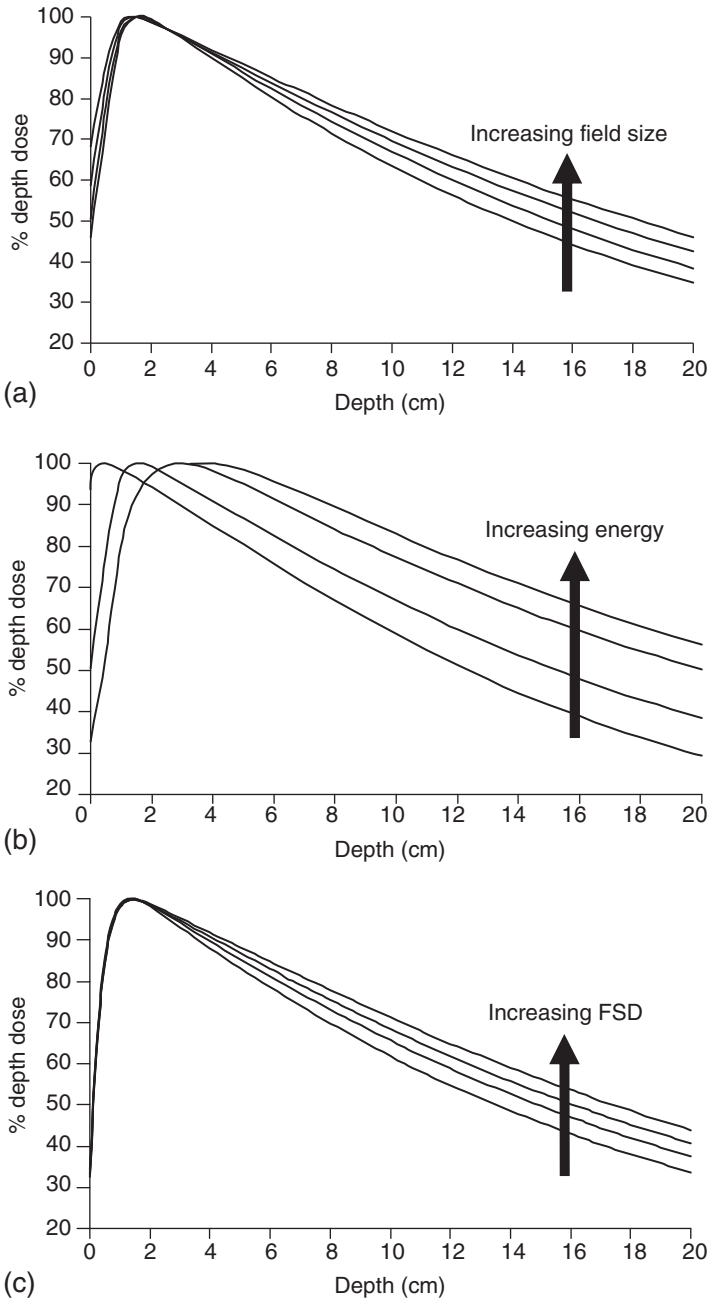 100
90
80
70
60
50
40
30
20
% depth dose
Increasing field size
0 2 4 6 8 10 12 14 16 18 20
Depth (cm)
(a)
100
90
80
70
60
50
40
30
20
% depth dose
Increasing energy
0 2 4 6 8 10 12 14 16 18 20
Depth (cm)
(b)
100
90
80
70
60
50
40
30
20
% depth dose
Increasing FSD
0 2 4 6 8 10 12 14 16 18 20
Depth (cm)
(c)